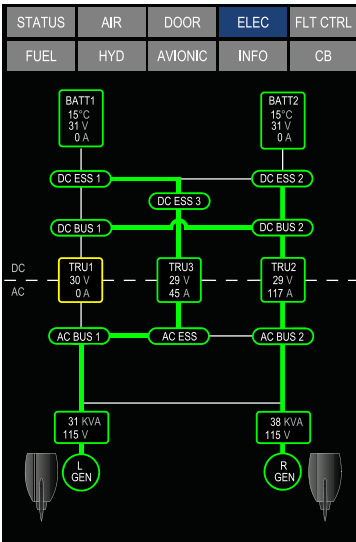 STATUS AIR DOOR ELEC FLT CTRL
FUEL HYD AVIONIC INFO CB
BATT1
15°C
31 V
0 A
BATT2
15°C
31 V
0 A
DC ESS 1
DC ESS 2
DC ESS 3
DC BUS 1
DC BUS 2
DC
AC
TRU1
30 V
0 A
TRU3
29 V
45 A
TRU2
29 V
117 A
AC BUS 1
AC ESS
AC BUS 2
31 KVA
115 V
38 KVA
115 V
L
GEN
R
GEN